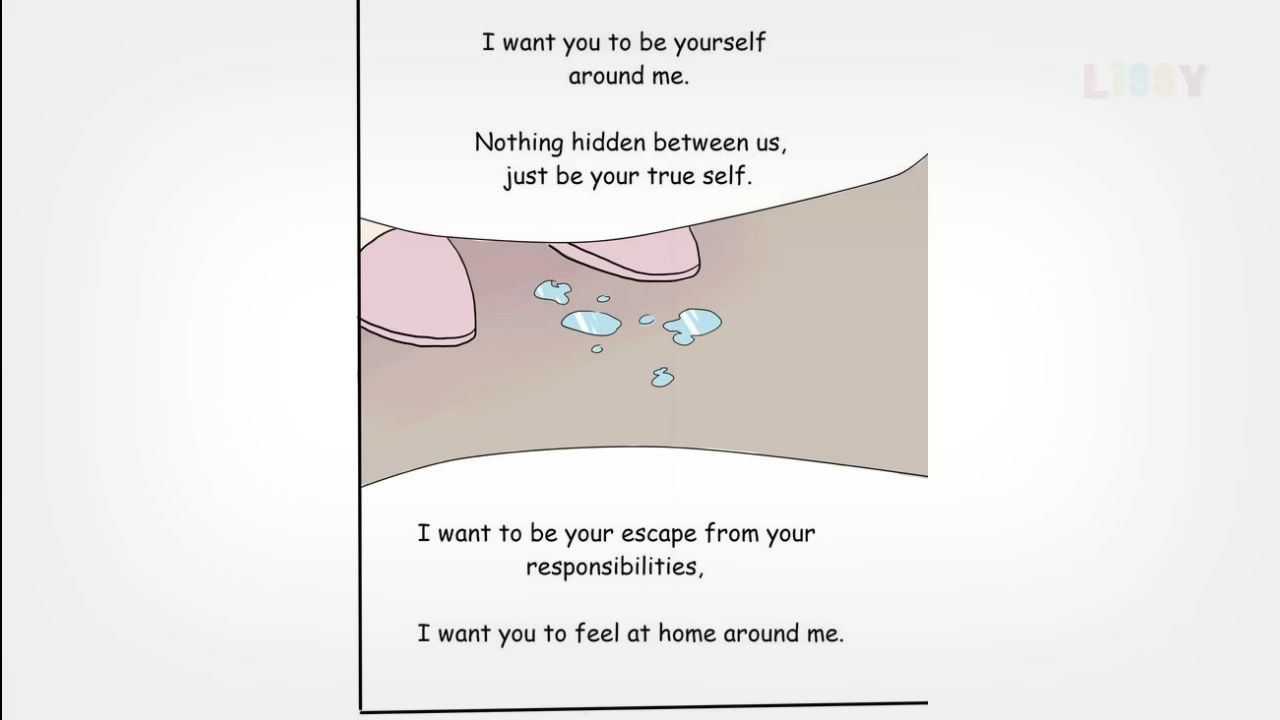 I want you to be yourself
around me.
LiSSY
Nothing hidden between us,
just be your true self.
I want to be your escape from your
responsibilities,
I want you to feel at home around me.